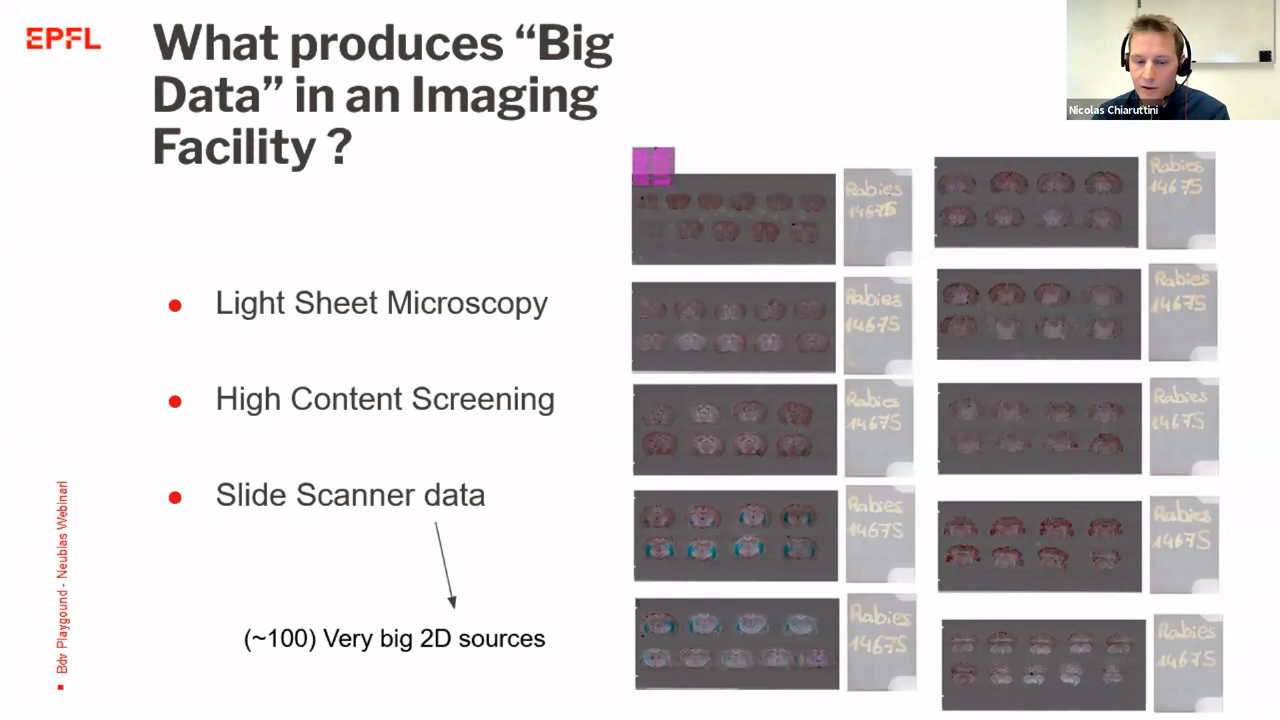 EPFL
What produces “Big
Data” in an Imaging
Facility ?
Nicolas Chiaruttini
Light Sheet Microscopy
High Content Screening
Slide Scanner data
(~100) Very big 2D sources
Bdv Playgound - Neubias Webinarl
Rabies
14675
Rabies
14675
Rabies
14675
Rabies
14675
Rabies
14675
Rabies
14675
Rabies
14675
Rabies
14675
Rabies
14675
Rabies
14675